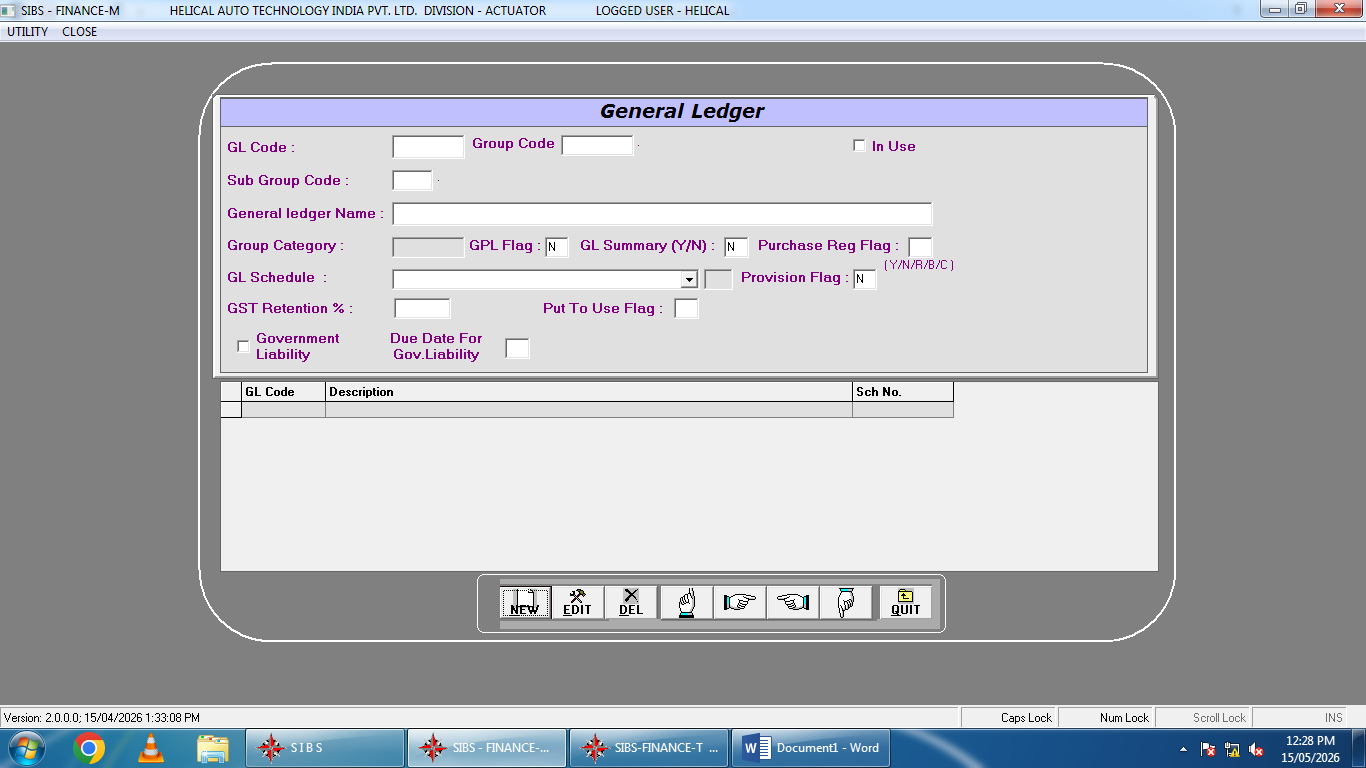 SIBS - FINANCE-M HELICAL AUTO TECHNOLOGY INDIA PVT. LTD. DIVISION - ACTUATOR LOGGED USER - HELICAL
UTILITY CLOSE
General Ledger
GL Code : Group Code In Use
Sub Group Code :
General ledger Name :
Group Category : GPL Flag : N GL Summary (Y/N) : N Purchase Reg Flag :
( Y/N/R/B/C )
GL Schedule : Provision Flag : N
GST Retention % : Put To Use Flag :
Government Liability Due Date For Gov.Liability
GL Code Description Sch No.
NEW EDIT DEL QUIT
Version: 2.0.0.0; 15/04/2026 1:33:08 PM Caps Lock Num Lock Scroll Lock INS
S I B S SIBS - FINANCE-... SIBS-FINANCE-T ... Document1 - Word 12:28 PM
15/05/2026